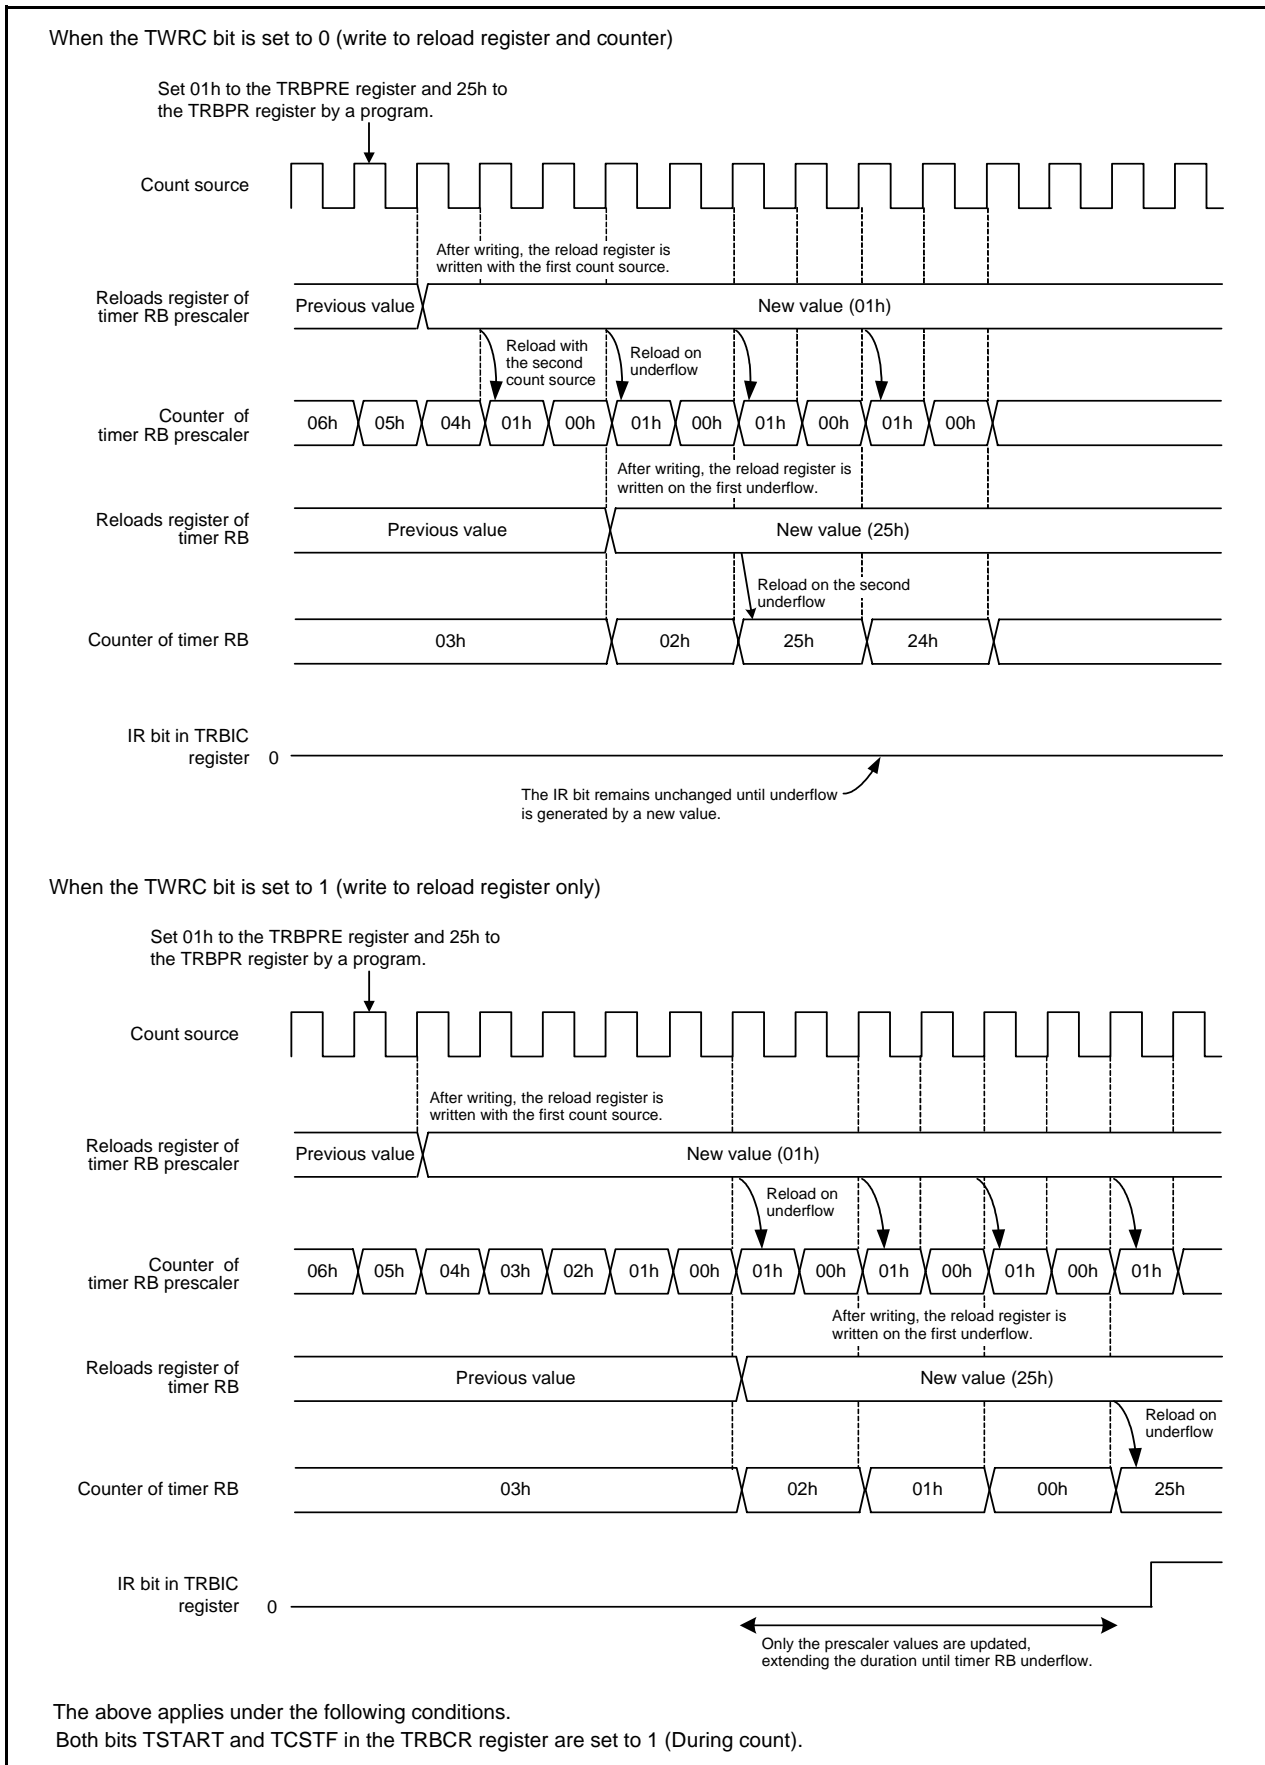 When the TWRC bit is set to 0 (write to reload register and counter)
Set 01h to the TRBPRE register and 25h to
the TRBPR register by a program.
Count source
After writing, the reload register is
written with the first count source.
Reloads register of
timer RB prescaler
Previous value
New value (01h)
Reload with
the second
count source
Reload on
underflow
Counter of
timer RB prescaler
06h 05h 04h 01h 00h 01h 00h 01h 00h 01h 00h
After writing, the reload register is
written on the first underflow.
Reloads register of
timer RB
Previous value
New value (25h)
Reload on the second
underflow
Counter of timer RB
03h 02h 25h 24h
IR bit in TRBIC
register
0
The IR bit remains unchanged until underflow
is generated by a new value.
When the TWRC bit is set to 1 (write to reload register only)
Set 01h to the TRBPRE register and 25h to
the TRBPR register by a program.
Count source
After writing, the reload register is
written with the first count source.
Reloads register of
timer RB prescaler
Previous value
New value (01h)
Reload on
underflow
Counter of
timer RB prescaler
06h 05h 04h 03h 02h 01h 00h 01h 00h 01h 00h 01h 00h 01h
After writing, the reload register is
written on the first underflow.
Reloads register of
timer RB
Previous value
New value (25h)
Reload on
underflow
Counter of timer RB
03h 02h 01h 00h 25h
IR bit in TRBIC
register
0
Only the prescaler values are updated,
extending the duration until timer RB underflow.
The above applies under the following conditions.
Both bits TSTART and TCSTF in the TRBCR register are set to 1 (During count).